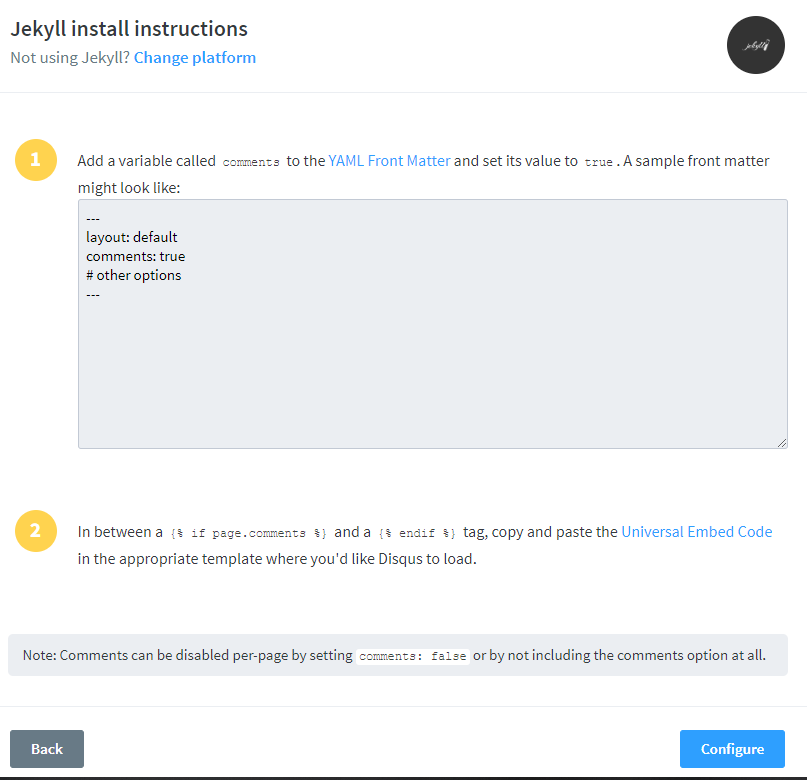 Jekyll install instructions
Not using Jekyll? Change platform
jekyll
1
Add a variable called comments to the YAML Front Matter and set its value to true . A sample front matter
might look like:
---
layout: default
comments: true
# other options
---
2
In between a {% if page.comments %} and a {% endif %} tag, copy and paste the Universal Embed Code
in the appropriate template where you'd like Disqus to load.
Note: Comments can be disabled per-page by setting comments: false or by not including the comments option at all.
Back
Configure